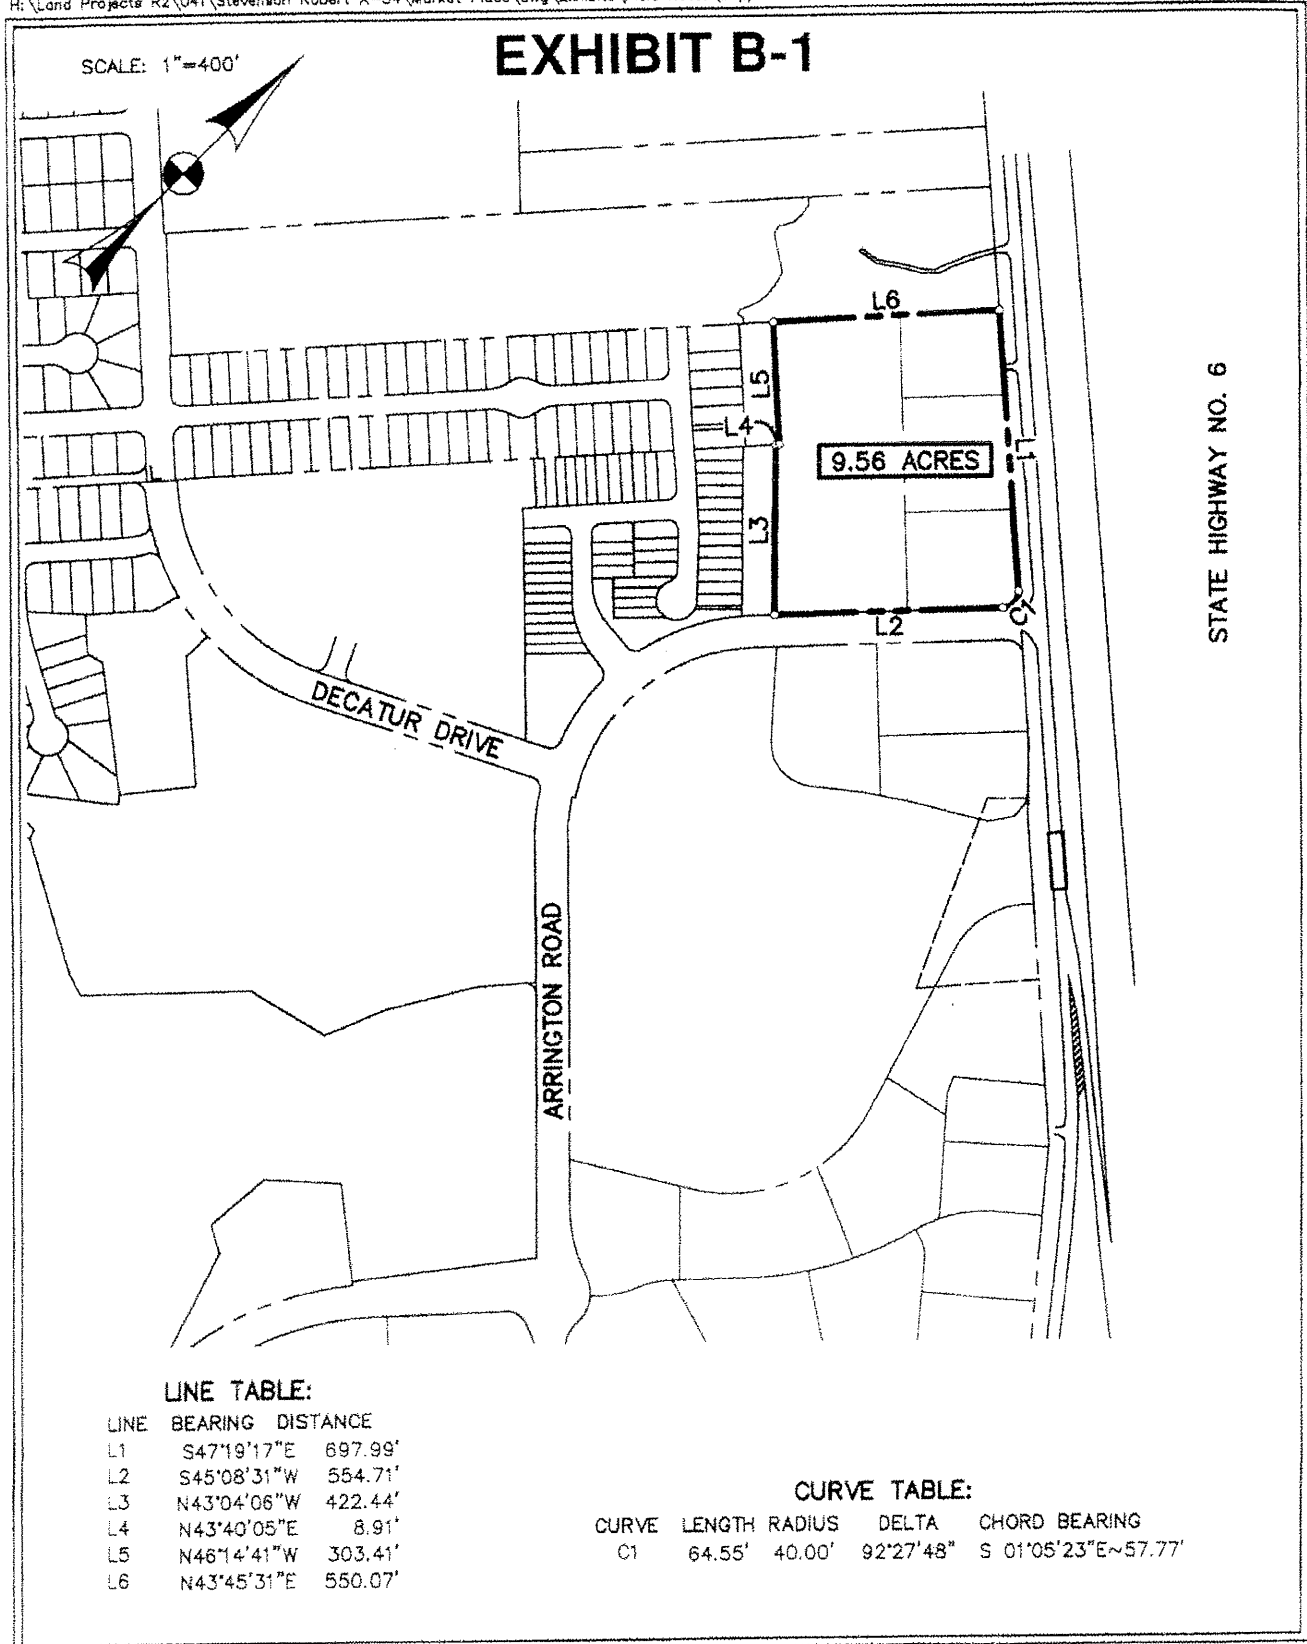 EXHIBIT B-1
SCALE: 1"=400'
L6
L5
L4
L1
9.56 ACRES
L3
C1
L2
STATE HIGHWAY NO. 6
DECATUR DRIVE
ARRINGTON ROAD
LINE TABLE:
LINE BEARING DISTANCE
L1 S47°19'17"E 697.99'
L2 S45°08'31"W 554.71'
L3 N43°04'06"W 422.44'
L4 N43°40'05"E 8.91'
L5 N46°14'41"W 303.41'
L6 N43°45'31"E 550.07'
CURVE TABLE:
CURVE LENGTH RADIUS DELTA CHORD BEARING
C1 64.55' 40.00' 92°27'48" S 01°05'23"E~57.77'